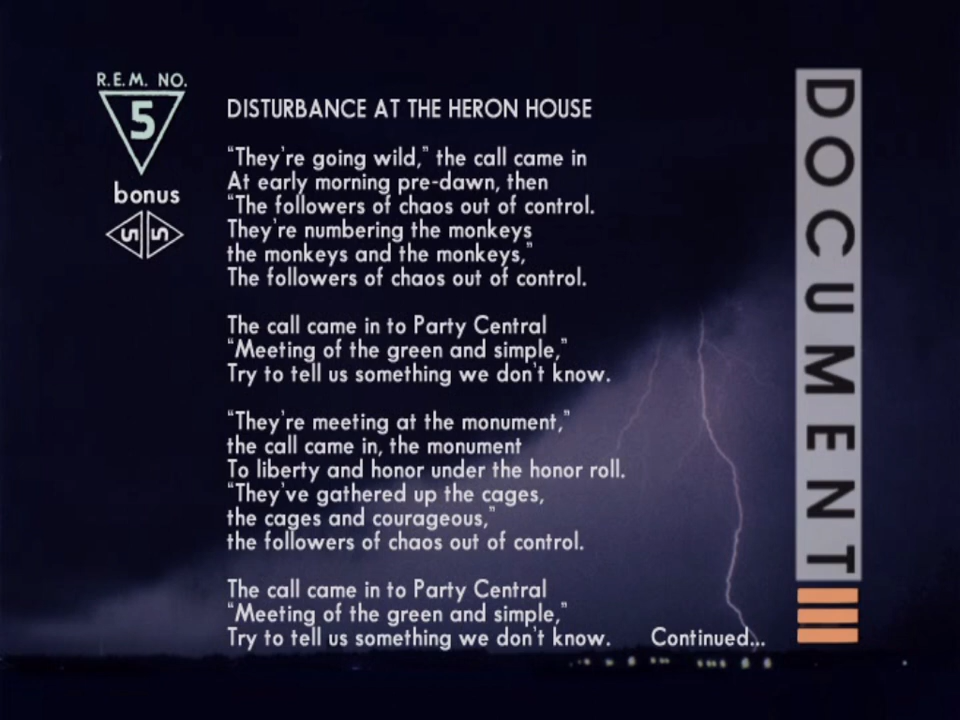 R.E.M. NO.
5
bonus
5 5
DISTURBANCE AT THE HERON HOUSE
“They're going wild,” the call came in
At early morning pre-dawn, then
“The followers of chaos out of control.
They're numbering the monkeys
the monkeys and the monkeys,”
The followers of chaos out of control.
The call came in to Party Central
“Meeting of the green and simple,”
Try to tell us something we don't know.
“They're meeting at the monument,”
the call came in, the monument
To liberty and honor under the honor roll.
“They've gathered up the cages,
the cages and courageous,”
the followers of chaos out of control.
The call came in to Party Central
“Meeting of the green and simple,”
Try to tell us something we don't know.
Continued...
DOCUMENT